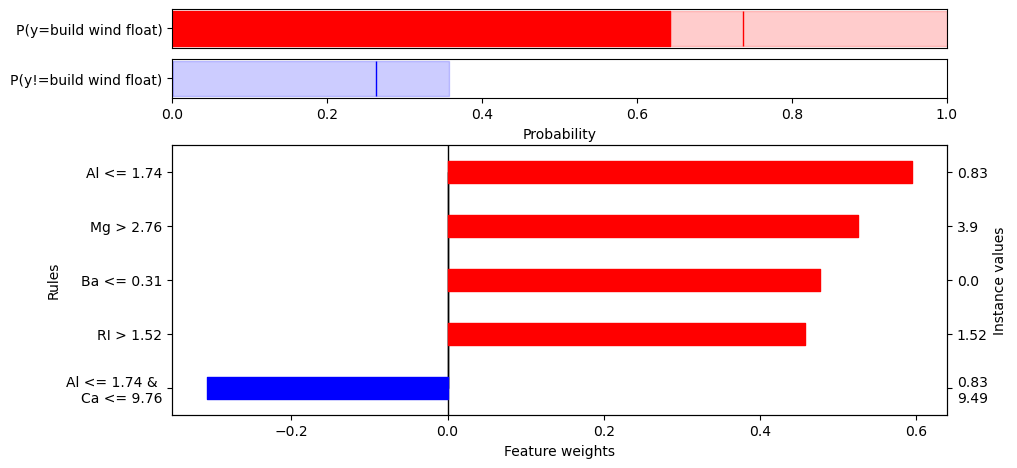 P(y=build wind float)
P(y!=build wind float)
0.0 0.2 0.4 0.6 0.8 1.0
Probability
Al <= 1.74 0.83
Mg > 2.76 3.9
Ba <= 0.31 0.0
RI > 1.52 1.52
Al <= 1.74 & 0.83
Ca <= 9.76 9.49
Rules
Instance values
−0.2 0.0 0.2 0.4 0.6
Feature weights